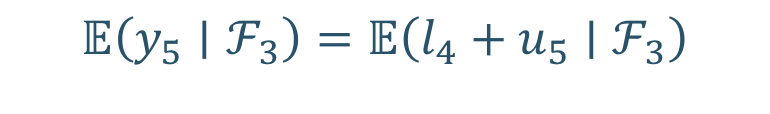 𝔼(y₅ | ℱ₃) = 𝔼(l₄ + u₅ | ℱ₃)